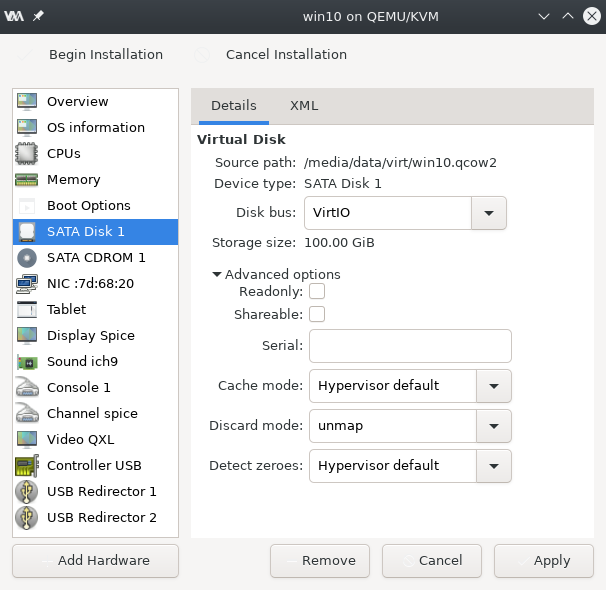 win10 on QEMU/KVM
Begin Installation
Cancel Installation
Overview
OS information
CPUs
Memory
Boot Options
SATA Disk 1
SATA CDROM 1
NIC :7d:68:20
Tablet
Display Spice
Sound ich9
Console 1
Channel spice
Video QXL
Controller USB
USB Redirector 1
USB Redirector 2
Add Hardware
Details
XML
Virtual Disk
Source path: /media/data/virt/win10.qcow2
Device type: SATA Disk 1
Disk bus: VirtIO
Storage size: 100.00 GiB
Advanced options
Readonly:
Shareable:
Serial:
Cache mode: Hypervisor default
Discard mode: unmap
Detect zeroes: Hypervisor default
Remove
Cancel
Apply